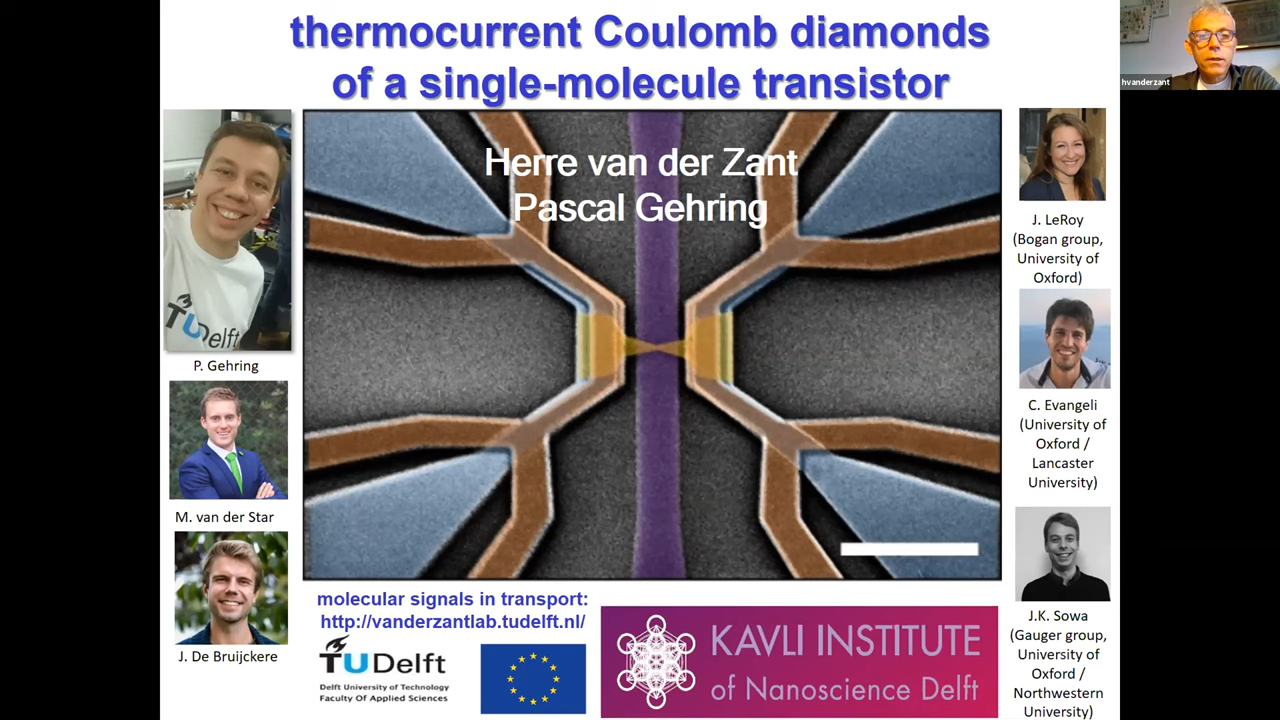 thermocurrent Coulomb diamonds
of a single-molecule transistor
hvanderzant
Herre van der Zant
Pascal Gehring
TUDelft
P. Gehring
M. van der Star
J. De Bruijckere
J. LeRoy
(Bogan group,
University of
Oxford)
C. Evangeli
(University of
Oxford /
Lancaster
University)
J.K. Sowa
(Gauger group,
University of
Oxford /
Northwestern
University)
molecular signals in transport:
http://vanderzantlab.tudelft.nl/
TUDelft
Delft University of Technology
Faculty Of Applied Sciences
KAVLI INSTITUTE
of Nanoscience Delft